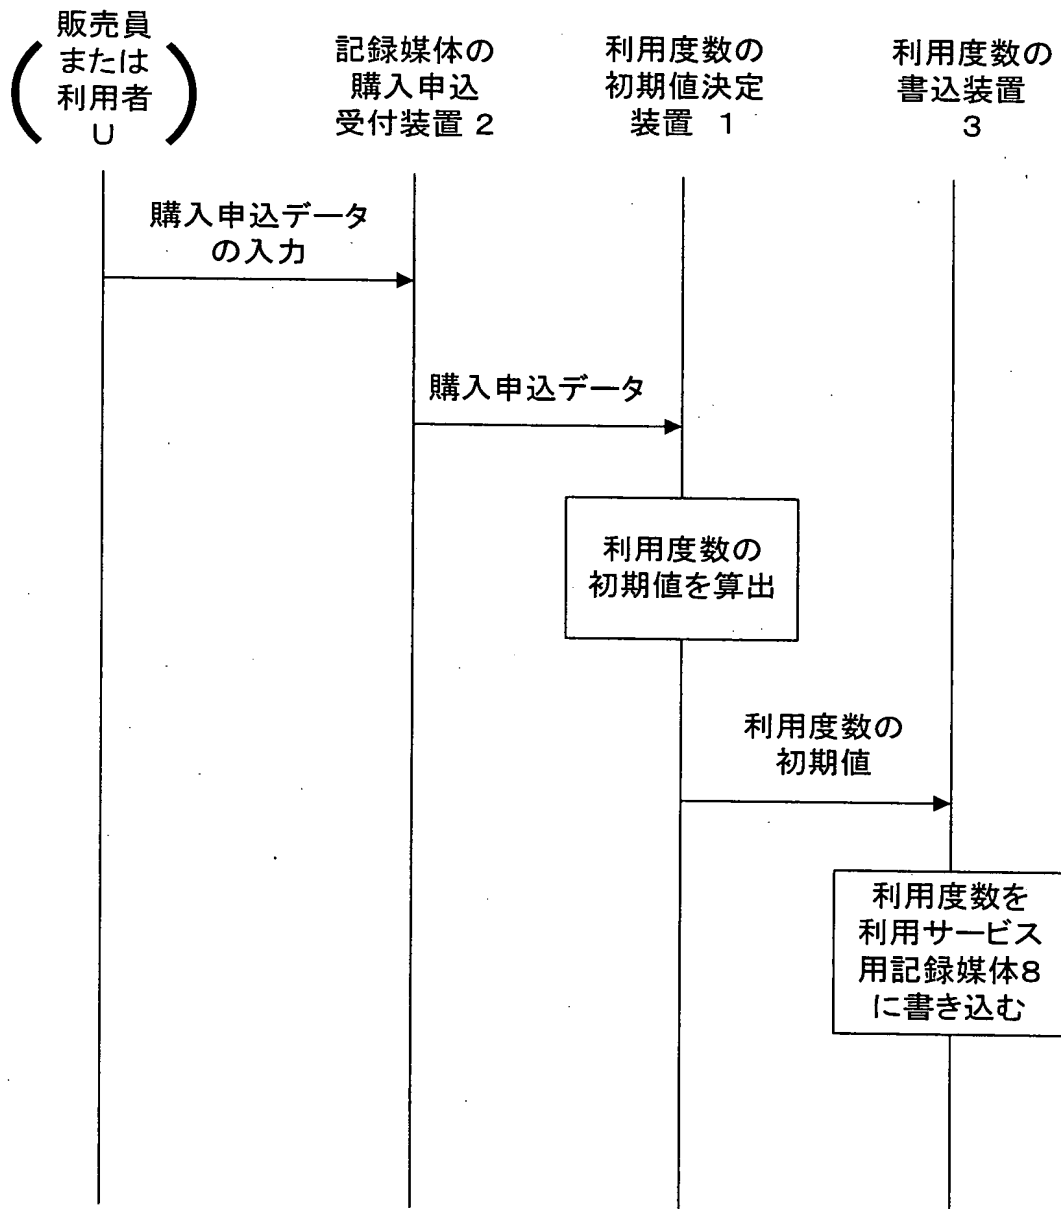 販売員
または
利用者
U
記録媒体の
購入申込
受付装置 2
利用度数の
初期値決定
装置 1
利用度数の
書込装置
3
購入申込データ
の入力
購入申込データ
利用度数の
初期値を算出
利用度数の
初期値
利用度数を
利用サービス
用記録媒体8
に書き込む